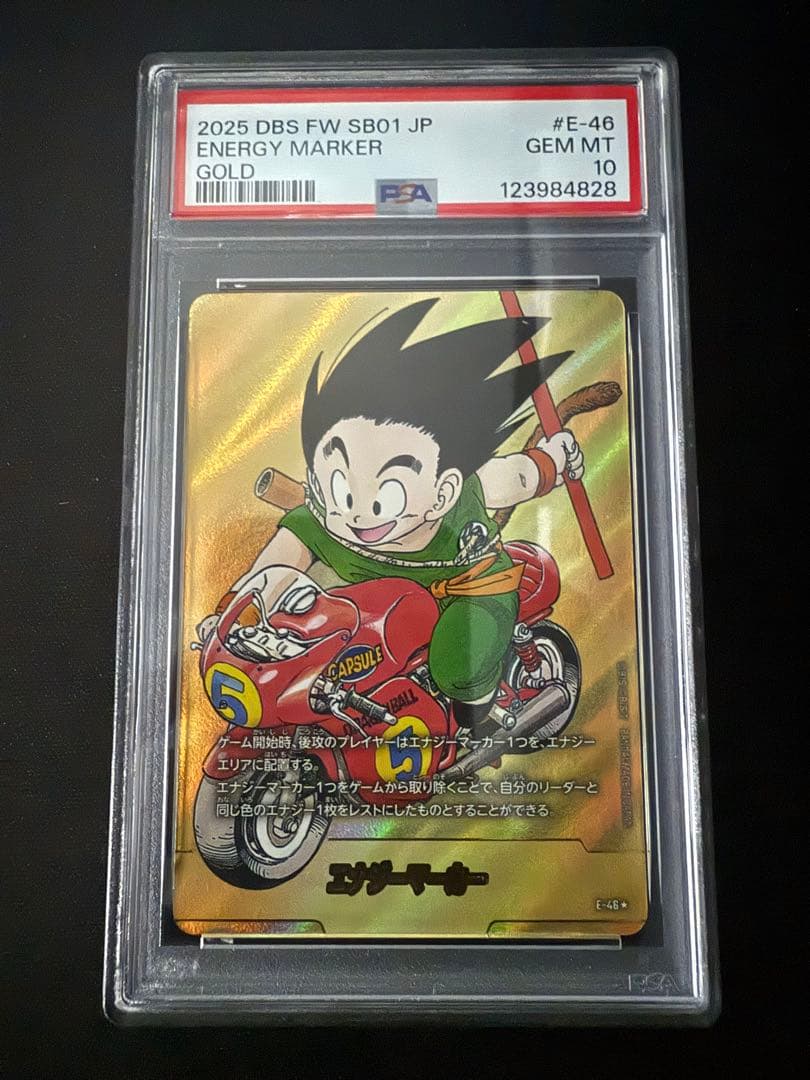 2025 DBS FW SB01 JP #E-46
ENERGY MARKER GEM MT
GOLD 10
PSA 123984828
CAPSULE
5
DRAGONBALL
5
ゲーム開始時、後攻のプレイヤーはエナジーマーカー1つを、エナジー
エリアに配置する。
エナジーマーカー1つをゲームから取り除くことで、自分のリーダーと
同じ色のエナジー1枚をレストにしたものとすることができる。
エナジーマーカー
E-46★
PSA